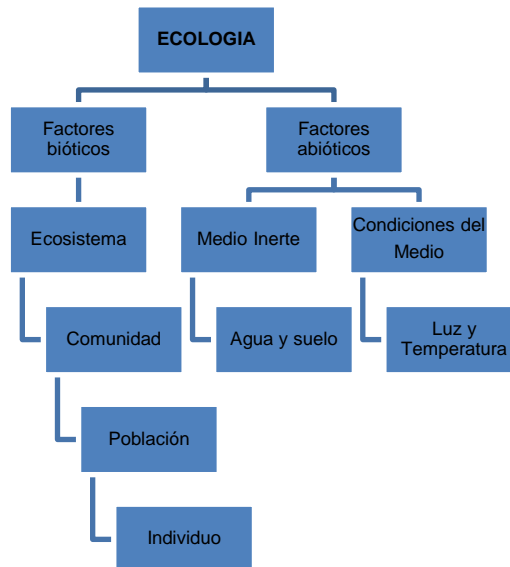 ECOLOGIA
Factores
bióticos
Factores
abióticos
Ecosistema
Medio Inerte
Condiciones del
Medio
Comunidad
Agua y suelo
Luz y
Temperatura
Población
Individuo